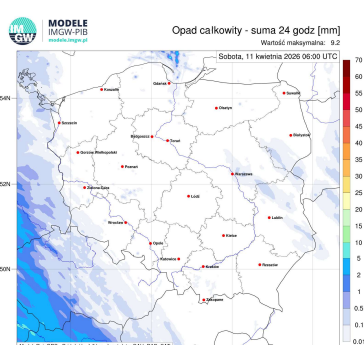 IM
GW
MODELE
IMGW-PIB
modele.imgw.pl
Opad całkowity - suma 24 godz [mm]
Wartość maksymalna: 9.2
Sobota, 11 kwietnia 2026 06:00 UTC
70
60
55
50
45
40
35
30
25
20
15
10
5
2
1
0.5
0.1
0.01
54N
52N
50N
Koszalin
Gdańsk
Suwałki
Olsztyn
Szczecin
Bydgoszcz
Toruń
Białystok
Gorzów Wielkopolski
Poznań
Warszawa
Zielona Góra
Łódź
Wrocław
Lublin
Opole
Kielce
Katowice
Kraków
Rzeszów
Zakopane